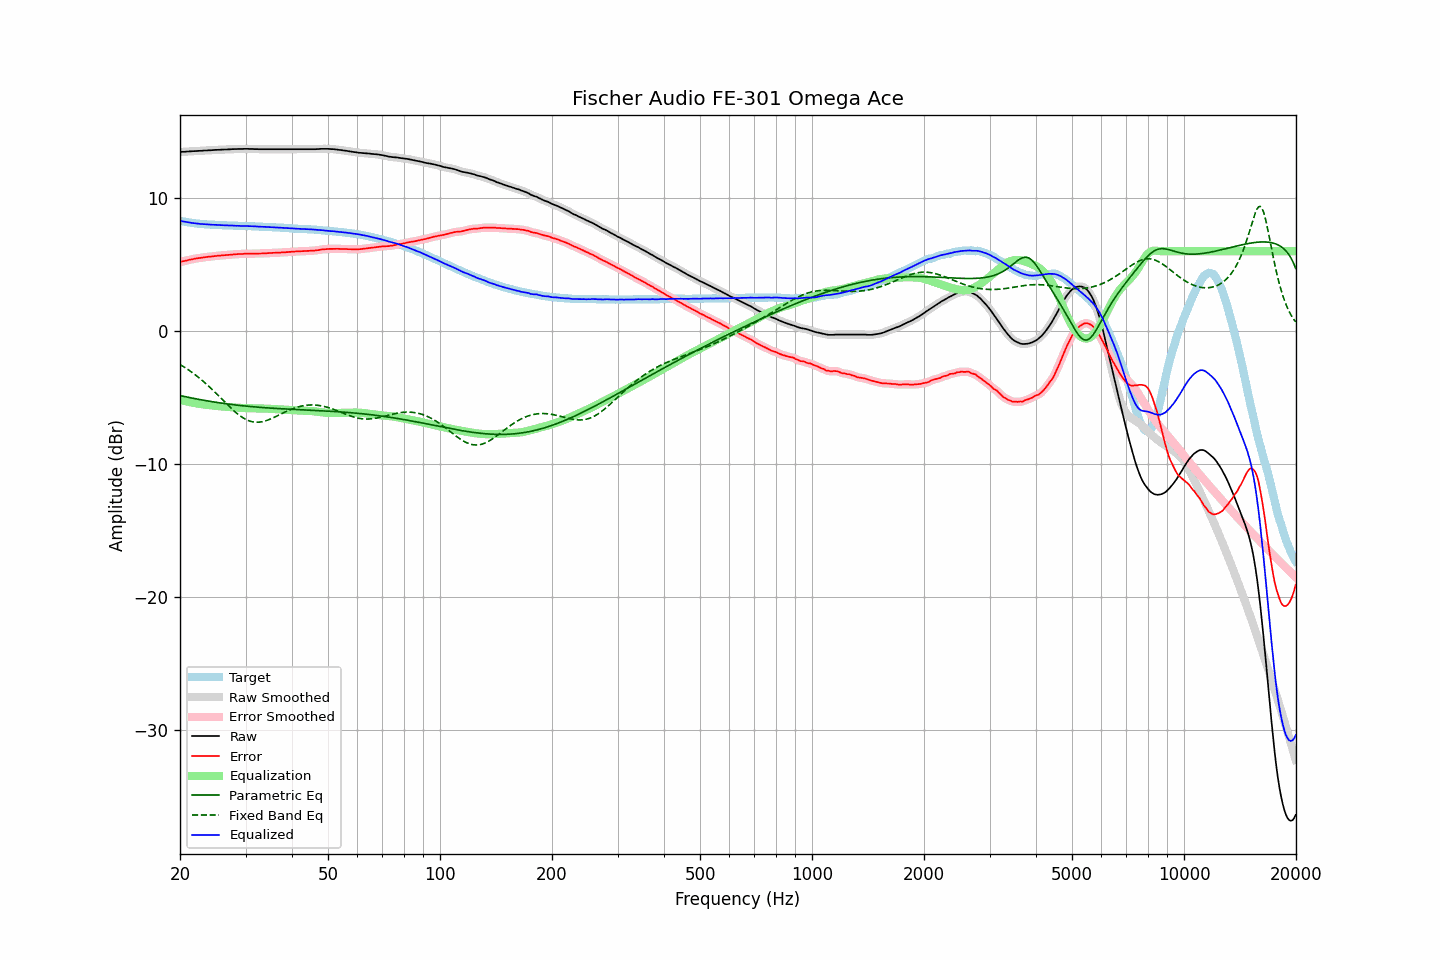 Fischer Audio FE-301 Omega Ace
Amplitude (dBr)
10
0
−10
−20
−30
Target
Raw Smoothed
Error Smoothed
Raw
Error
Equalization
Parametric Eq
Fixed Band Eq
Equalized
20 50 100 200 500 1000 2000 5000 10000 20000
Frequency (Hz)